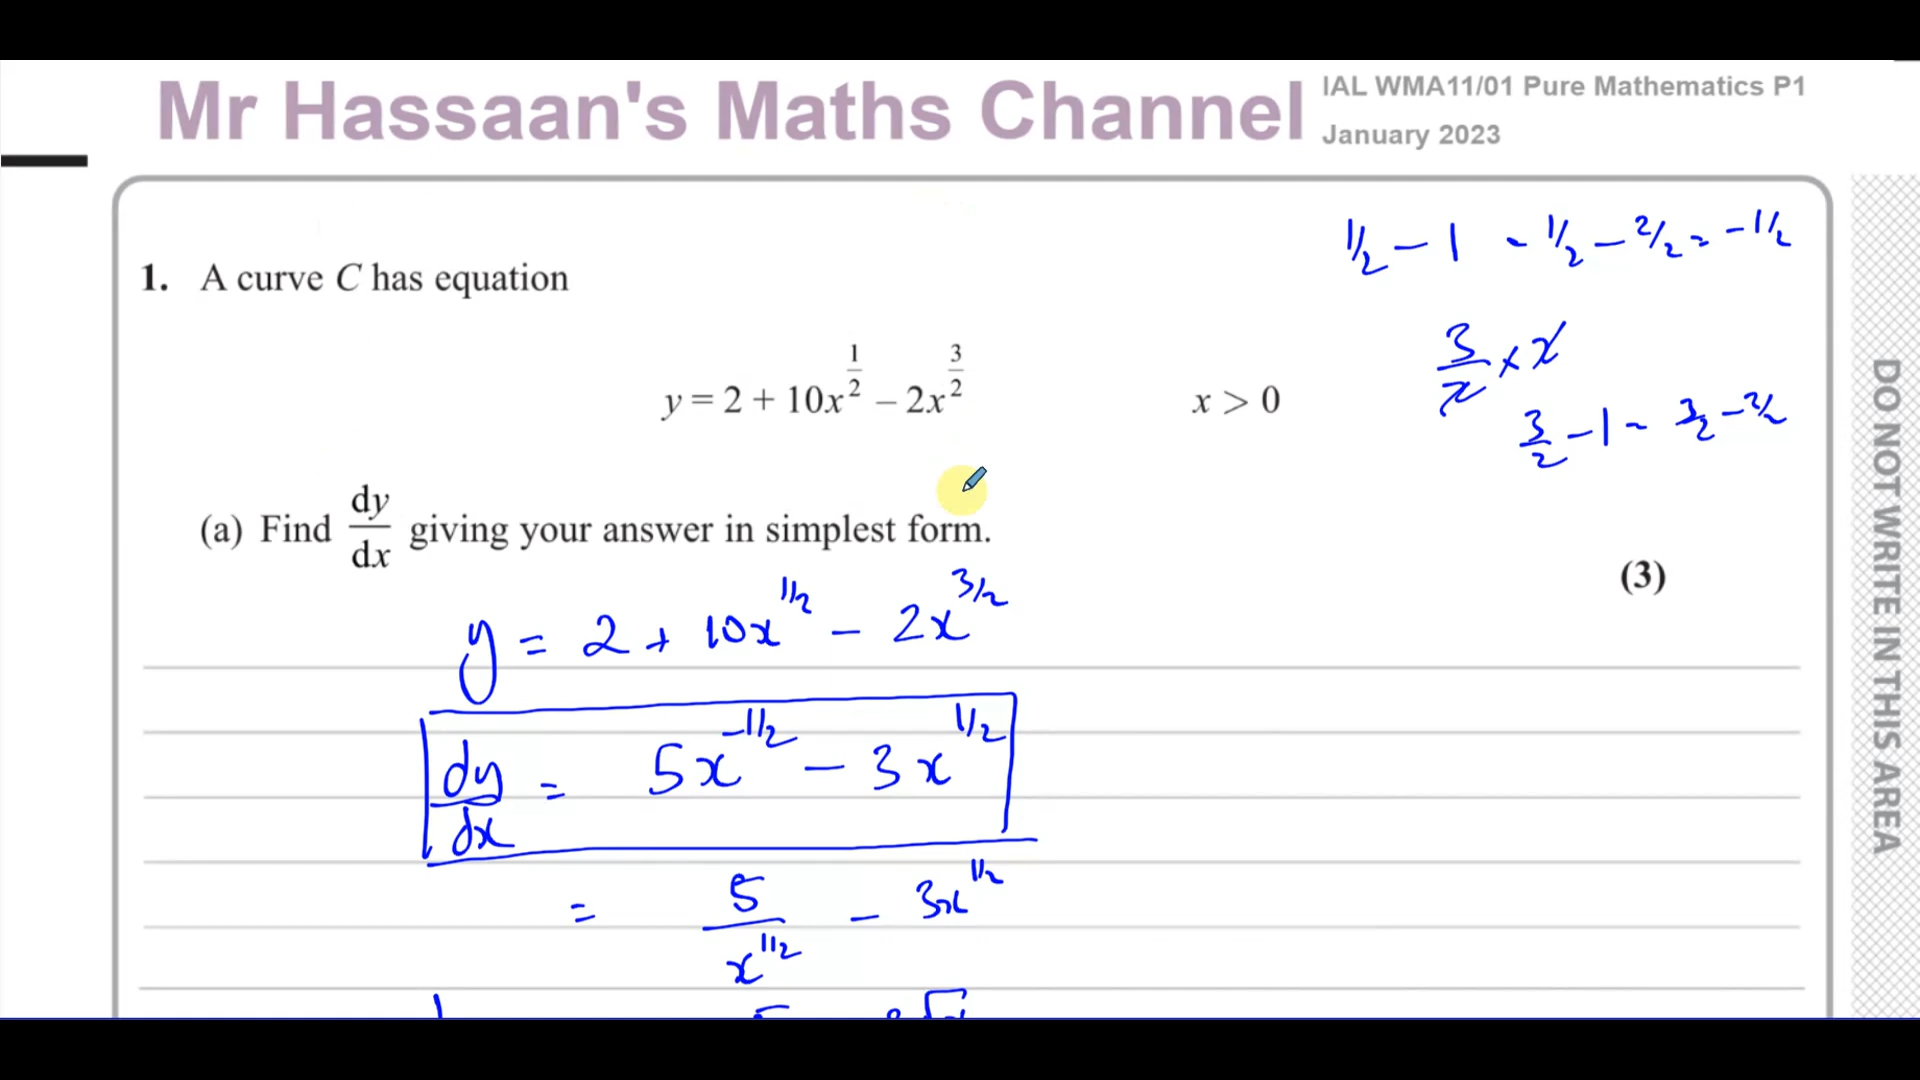 Mr Hassaan's Maths Channel
IAL WMA11/01 Pure Mathematics P1
January 2023
1. A curve C has equation
y = 2 + 10x^{1/2} – 2x^{3/2}    x > 0
1/2 – 1 = 1/2 – 2/2 = –1/2
3/2 × 2
3/2 – 1 = 3/2 – 2/2
(a) Find dy/dx giving your answer in simplest form.
(3)
y = 2 + 10x^{1/2} – 2x^{3/2}
dy/dx = 5x^{–1/2} – 3x^{1/2}
= 5/x^{1/2} – 3x^{1/2}
DO NOT WRITE IN THIS AREA